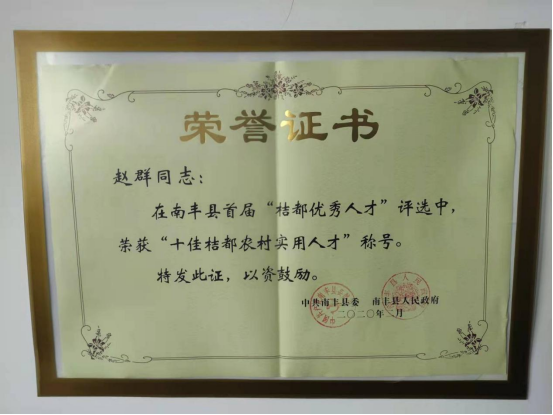 荣誉证书
赵群同志：
在南丰县首届“桔都优秀人才”评选中，
荣获“十佳桔都农村实用人才”称号。
特发此证，以资鼓励。
中共南丰县委 南丰县人民政府
二〇二〇年二月